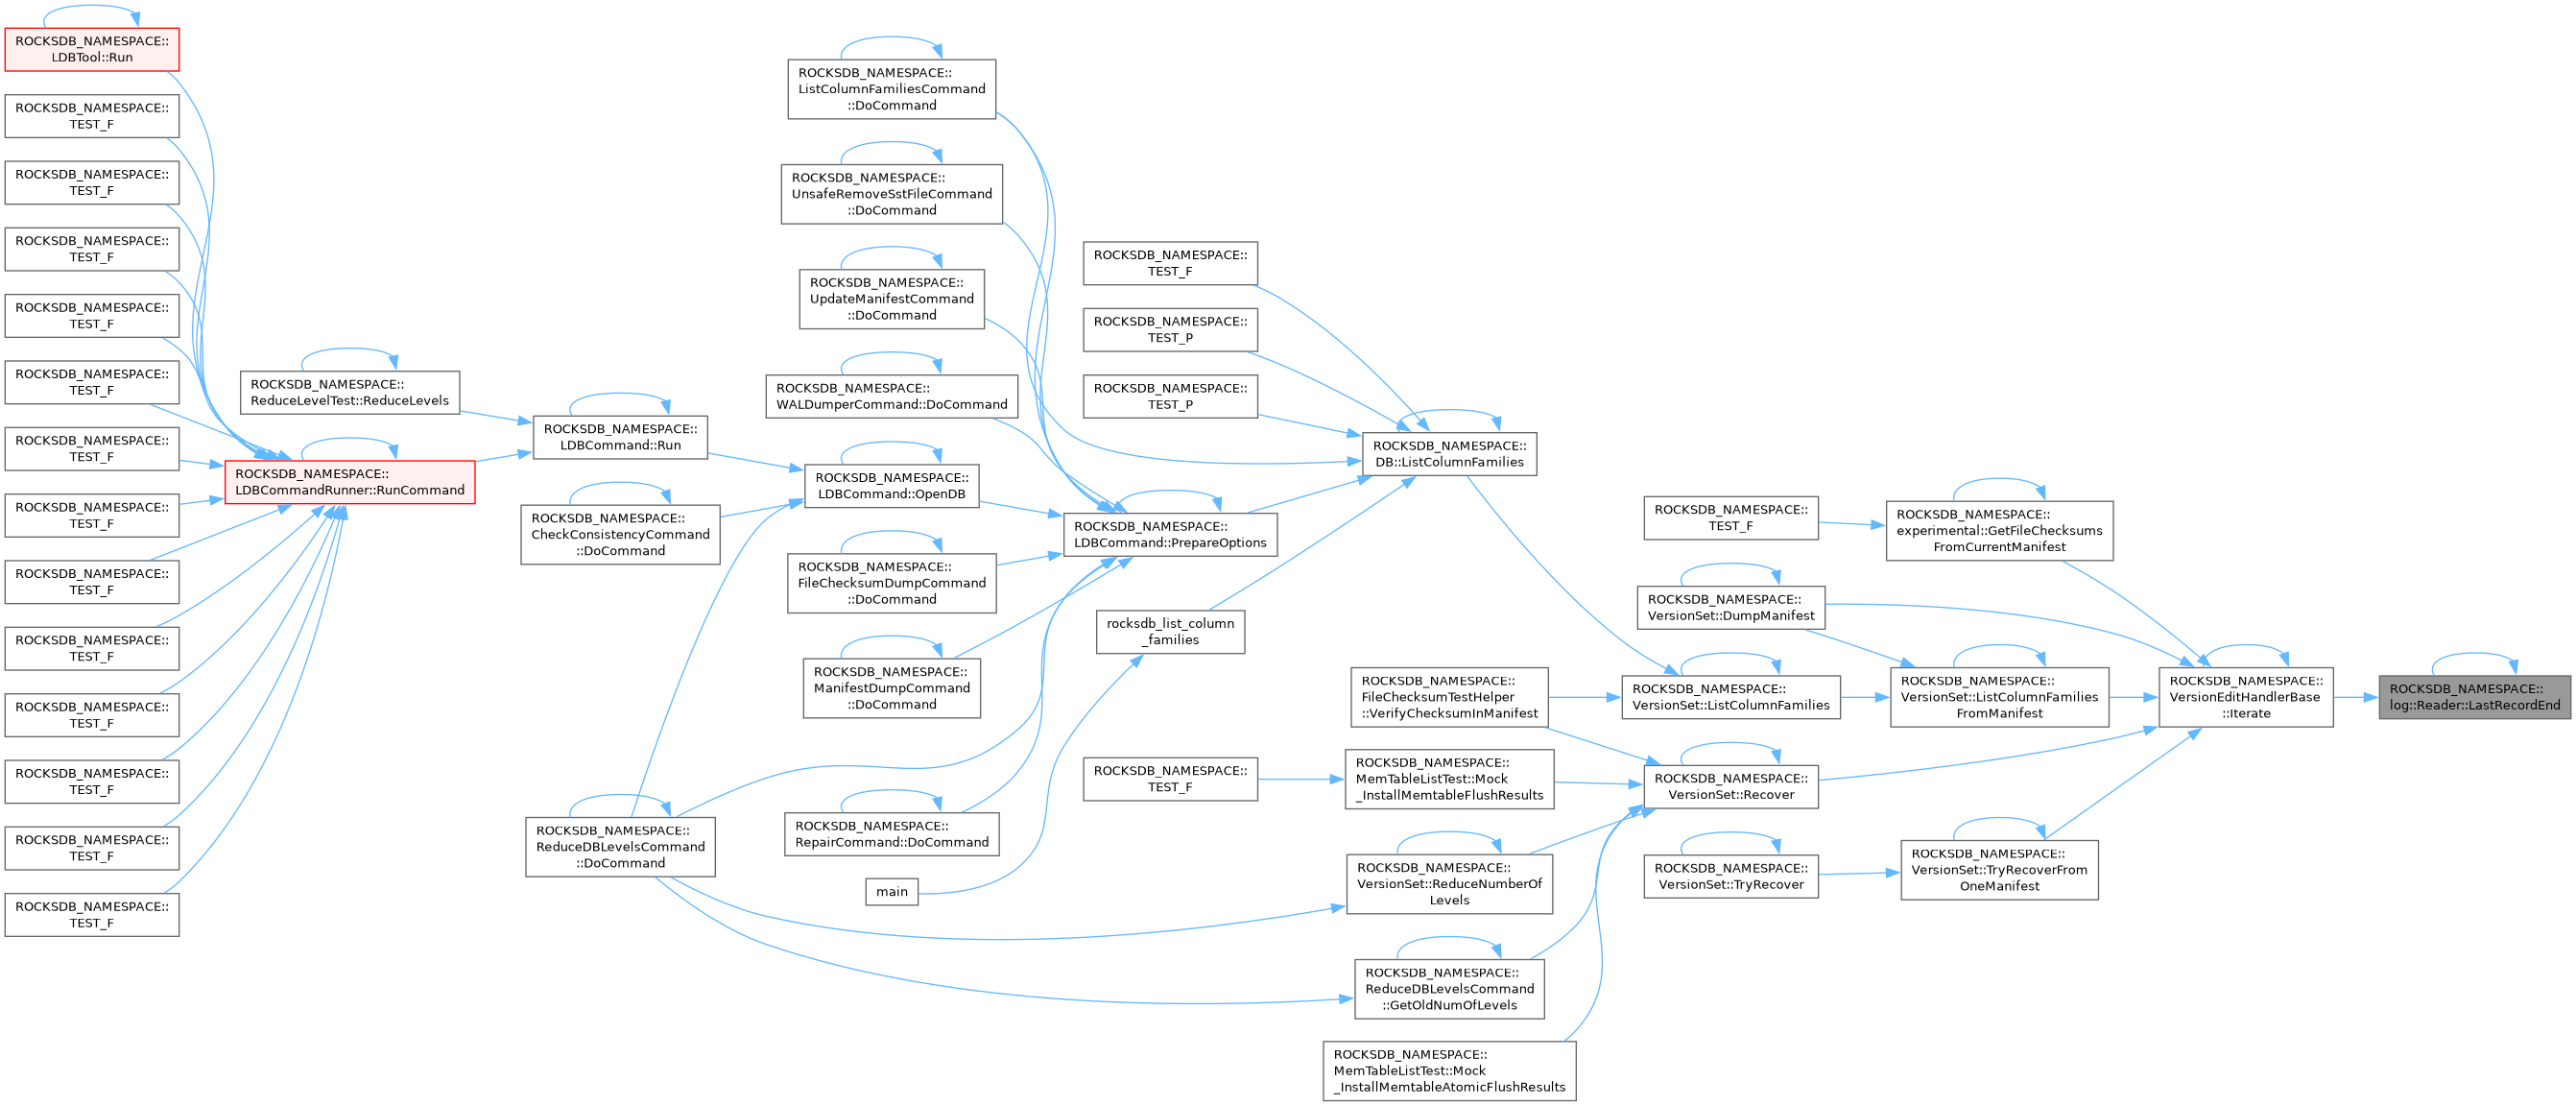 ROCKSDB_NAMESPACE::
LDBTool::Run
ROCKSDB_NAMESPACE::
TEST_F
ROCKSDB_NAMESPACE::
TEST_F
ROCKSDB_NAMESPACE::
TEST_F
ROCKSDB_NAMESPACE::
TEST_F
ROCKSDB_NAMESPACE::
TEST_F
ROCKSDB_NAMESPACE::
TEST_F
ROCKSDB_NAMESPACE::
TEST_F
ROCKSDB_NAMESPACE::
TEST_F
ROCKSDB_NAMESPACE::
TEST_F
ROCKSDB_NAMESPACE::
TEST_F
ROCKSDB_NAMESPACE::
TEST_F
ROCKSDB_NAMESPACE::
TEST_F
ROCKSDB_NAMESPACE::
TEST_F
ROCKSDB_NAMESPACE::
ReduceLevelTest::ReduceLevels
ROCKSDB_NAMESPACE::
LDBCommandRunner::RunCommand
ROCKSDB_NAMESPACE::
LDBCommand::Run
ROCKSDB_NAMESPACE::
CheckConsistencyCommand
::DoCommand
ROCKSDB_NAMESPACE::
ReduceDBLevelsCommand
::DoCommand
ROCKSDB_NAMESPACE::
ListColumnFamiliesCommand
::DoCommand
ROCKSDB_NAMESPACE::
UnsafeRemoveSstFileCommand
::DoCommand
ROCKSDB_NAMESPACE::
UpdateManifestCommand
::DoCommand
ROCKSDB_NAMESPACE::
WALDumperCommand::DoCommand
ROCKSDB_NAMESPACE::
LDBCommand::OpenDB
ROCKSDB_NAMESPACE::
FileChecksumDumpCommand
::DoCommand
ROCKSDB_NAMESPACE::
ManifestDumpCommand
::DoCommand
ROCKSDB_NAMESPACE::
RepairCommand::DoCommand
main
ROCKSDB_NAMESPACE::
TEST_F
ROCKSDB_NAMESPACE::
TEST_P
ROCKSDB_NAMESPACE::
TEST_P
ROCKSDB_NAMESPACE::
LDBCommand::PrepareOptions
rocksdb_list_column
_families
ROCKSDB_NAMESPACE::
TEST_F
ROCKSDB_NAMESPACE::
DB::ListColumnFamilies
ROCKSDB_NAMESPACE::
FileChecksumTestHelper
::VerifyChecksumInManifest
ROCKSDB_NAMESPACE::
MemTableListTest::Mock
_InstallMemtableFlushResults
ROCKSDB_NAMESPACE::
VersionSet::ReduceNumberOf
Levels
ROCKSDB_NAMESPACE::
ReduceDBLevelsCommand
::GetOldNumOfLevels
ROCKSDB_NAMESPACE::
MemTableListTest::Mock
_InstallMemtableAtomicFlushResults
ROCKSDB_NAMESPACE::
TEST_F
ROCKSDB_NAMESPACE::
VersionSet::DumpManifest
ROCKSDB_NAMESPACE::
VersionSet::ListColumnFamilies
ROCKSDB_NAMESPACE::
VersionSet::Recover
ROCKSDB_NAMESPACE::
VersionSet::TryRecover
ROCKSDB_NAMESPACE::
experimental::GetFileChecksums
FromCurrentManifest
ROCKSDB_NAMESPACE::
VersionSet::ListColumnFamilies
FromManifest
ROCKSDB_NAMESPACE::
VersionSet::TryRecoverFrom
OneManifest
ROCKSDB_NAMESPACE::
VersionEditHandlerBase
::Iterate
ROCKSDB_NAMESPACE::
log::Reader::LastRecordEnd